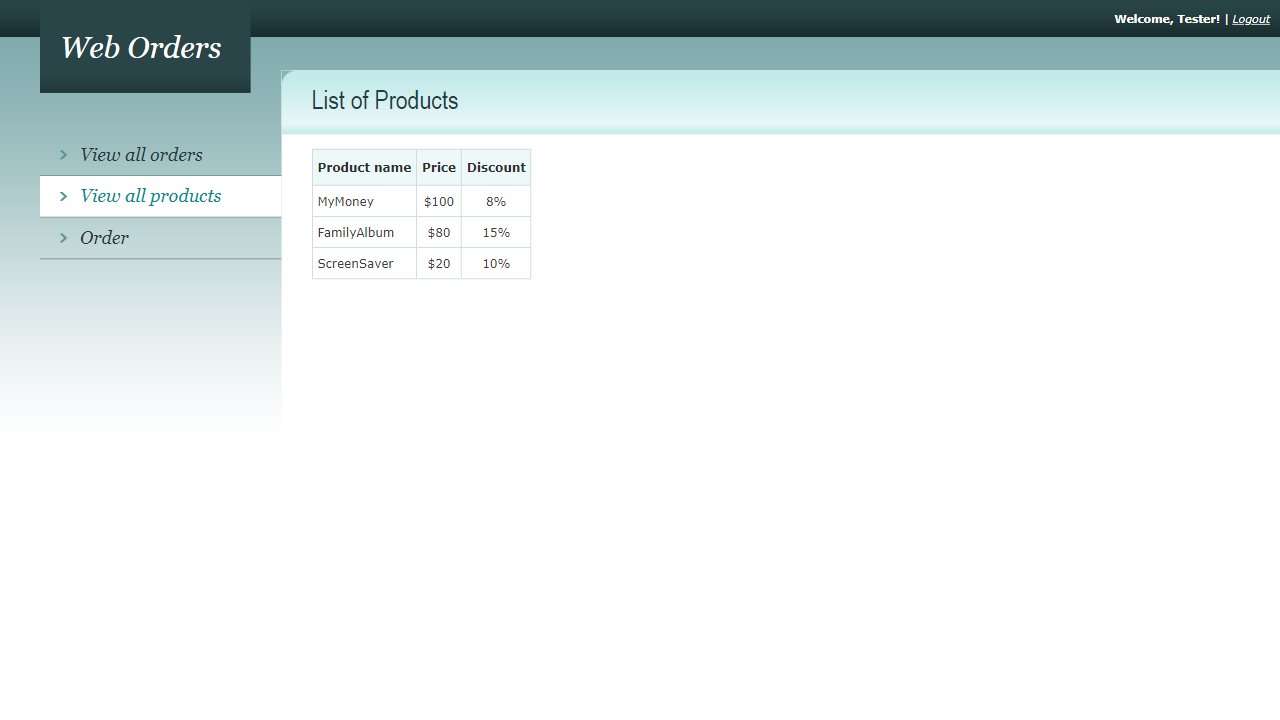 Welcome, Tester! | Logout
Web Orders
View all orders
View all products
Order
List of Products
Product name Price Discount
MyMoney $100 8%
FamilyAlbum $80 15%
ScreenSaver $20 10%